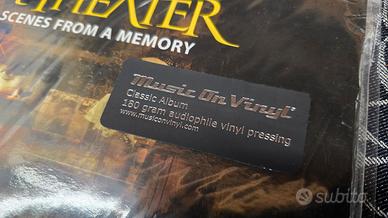 THEATER
SCENES FROM A MEMORY
Music On Vinyl
Classic Album
180 gram audiophile vinyl pressing
www.musiconvinyl.com
subito